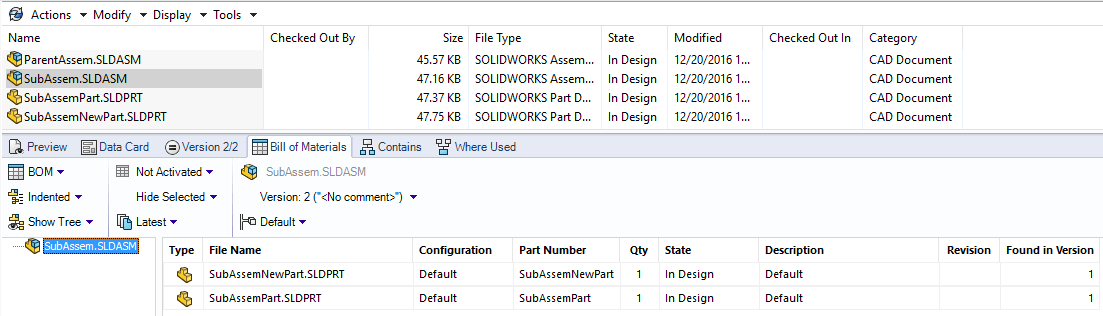 Actions Modify Display Tools
Name Checked Out By Size File Type State Modified Checked Out In Category
ParentAssem.SLDASM 45.57 KB SOLIDWORKS Assem... In Design 12/20/2016 1... CAD Document
SubAssem.SLDASM 47.16 KB SOLIDWORKS Assem... In Design 12/20/2016 1... CAD Document
SubAssemPart.SLDPRT 47.37 KB SOLIDWORKS Part D... In Design 12/20/2016 1... CAD Document
SubAssemNewPart.SLDPRT 47.75 KB SOLIDWORKS Part D... In Design 12/20/2016 1... CAD Document
Preview Data Card Version 2/2 Bill of Materials Contains Where Used
BOM Not Activated SubAssem.SLDASM
Indented Hide Selected Version: 2 ("<No comment>")
Show Tree Latest Default
SubAssem.SLDASM
Type File Name Configuration Part Number Qty State Description Revision Found in Version
SubAssemNewPart.SLDPRT Default SubAssemNewPart 1 In Design Default 1
SubAssemPart.SLDPRT Default SubAssemPart 1 In Design Default 1